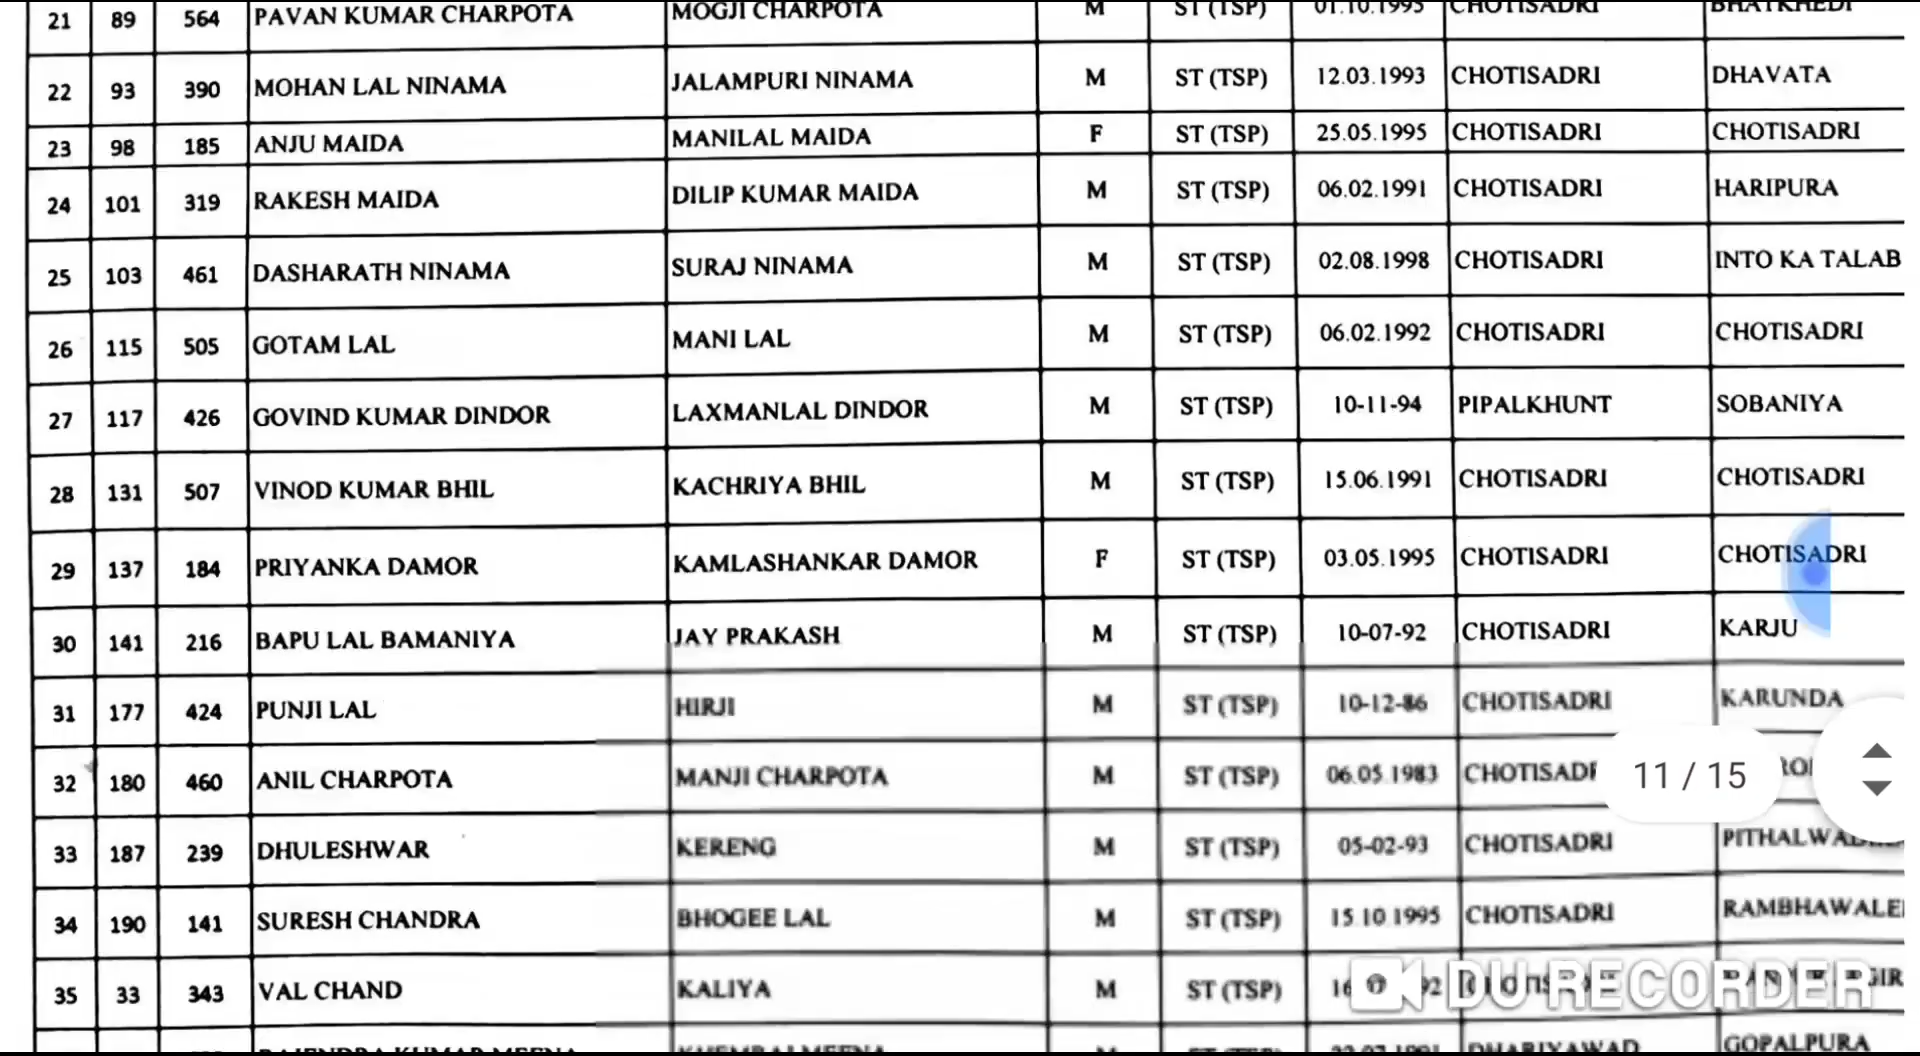 21 89 564 PAVAN KUMAR CHARPOTA MOGJI CHARPOTA M ST (TSP) 01.10.1995 CHOTISADRI BHATKHEDI
22 93 390 MOHAN LAL NINAMA JALAMPURI NINAMA M ST (TSP) 12.03.1993 CHOTISADRI DHAVATA
23 98 185 ANJU MAIDA MANILAL MAIDA F ST (TSP) 25.05.1995 CHOTISADRI CHOTISADRI
24 101 319 RAKESH MAIDA DILIP KUMAR MAIDA M ST (TSP) 06.02.1991 CHOTISADRI HARIPURA
25 103 461 DASHARATH NINAMA SURAJ NINAMA M ST (TSP) 02.08.1998 CHOTISADRI INTO KA TALAB
26 115 505 GOTAM LAL MANI LAL M ST (TSP) 06.02.1992 CHOTISADRI CHOTISADRI
27 117 426 GOVIND KUMAR DINDOR LAXMANLAL DINDOR M ST (TSP) 10-11-94 PIPALKHUNT SOBANIYA
28 131 507 VINOD KUMAR BHIL KACHRIYA BHIL M ST (TSP) 15.06.1991 CHOTISADRI CHOTISADRI
29 137 184 PRIYANKA DAMOR KAMLASHANKAR DAMOR F ST (TSP) 03.05.1995 CHOTISADRI CHOTISADRI
30 141 216 BAPU LAL BAMANIYA JAY PRAKASH M ST (TSP) 10-07-92 CHOTISADRI KARJU
31 177 424 PUNJI LAL HIRJI M ST (TSP) 10-12-86 CHOTISADRI KARUNDA
32 180 460 ANIL CHARPOTA MANJI CHARPOTA M ST (TSP) 06.05.1983
11 / 15
33 187 239 DHULESHWAR KERENG M ST (TSP) 05-02-93 CHOTISADRI
34 190 141 SURESH CHANDRA BHOGEE LAL M ST (TSP) 15 10 1995 CHOTISADRI RAMBHAWALE
35 33 343 VAL CHAND KALIYA M ST (TSP)
DU RECORDER
RAJENDRA KUMAR MEENA M DHARIYAWAD GOPALPURA